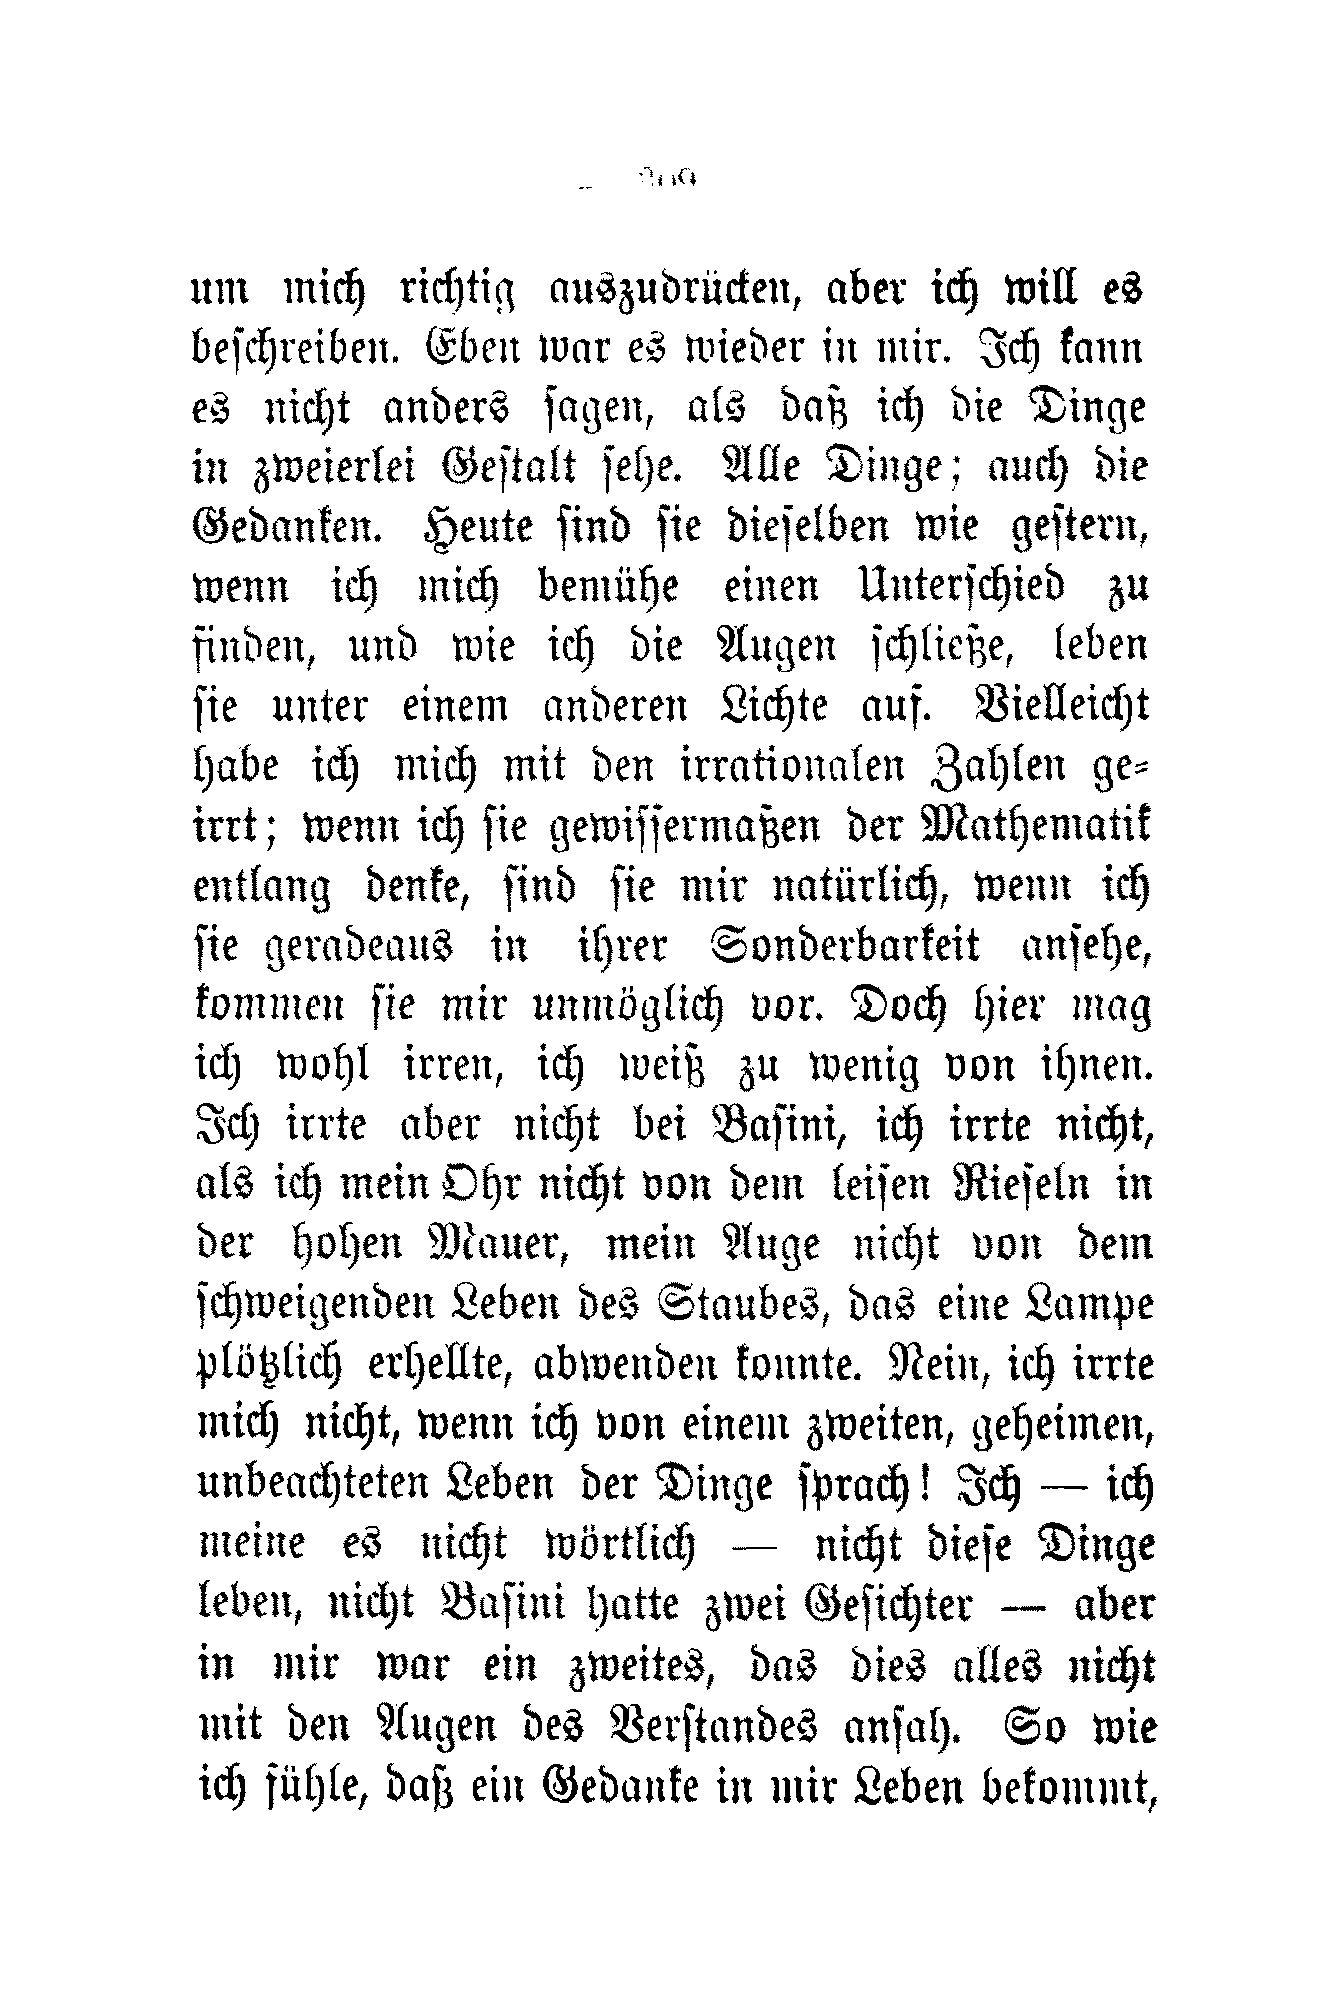 um mich richtig auszudrücken, aber ich will es
beschreiben. Eben war es wieder in mir. Ich kann
es nicht anders sagen, als daß ich die Dinge
in zweierlei Gestalt sehe. Alle Dinge; auch die
Gedanken. Heute sind sie dieselben wie gestern,
wenn ich mich bemühe einen Unterschied zu
finden, und wie ich die Augen schließe, leben
sie unter einem anderen Lichte auf. Vielleicht
habe ich mich mit den irrationalen Zahlen ge-
irrt; wenn ich sie gewissermaßen der Mathematik
entlang denke, sind sie mir natürlich, wenn ich
sie geradeaus in ihrer Sonderbarkeit ansehe,
kommen sie mir unmöglich vor. Doch hier mag
ich wohl irren, ich weiß zu wenig von ihnen.
Ich irrte aber nicht bei Basini, ich irrte nicht,
als ich mein Ohr nicht von dem leisen Rieseln in
der hohen Mauer, mein Auge nicht von dem
schweigenden Leben des Staubes, das eine Lampe
plötzlich erhellte, abwenden konnte. Nein, ich irrte
mich nicht, wenn ich von einem zweiten, geheimen,
unbeachteten Leben der Dinge sprach! Ich — ich
meine es nicht wörtlich — nicht diese Dinge
leben, nicht Basini hatte zwei Gesichter — aber
in mir war ein zweites, das dies alles nicht
mit den Augen des Verstandes ansah. So wie
ich fühle, daß ein Gedanke in mir Leben bekommt,